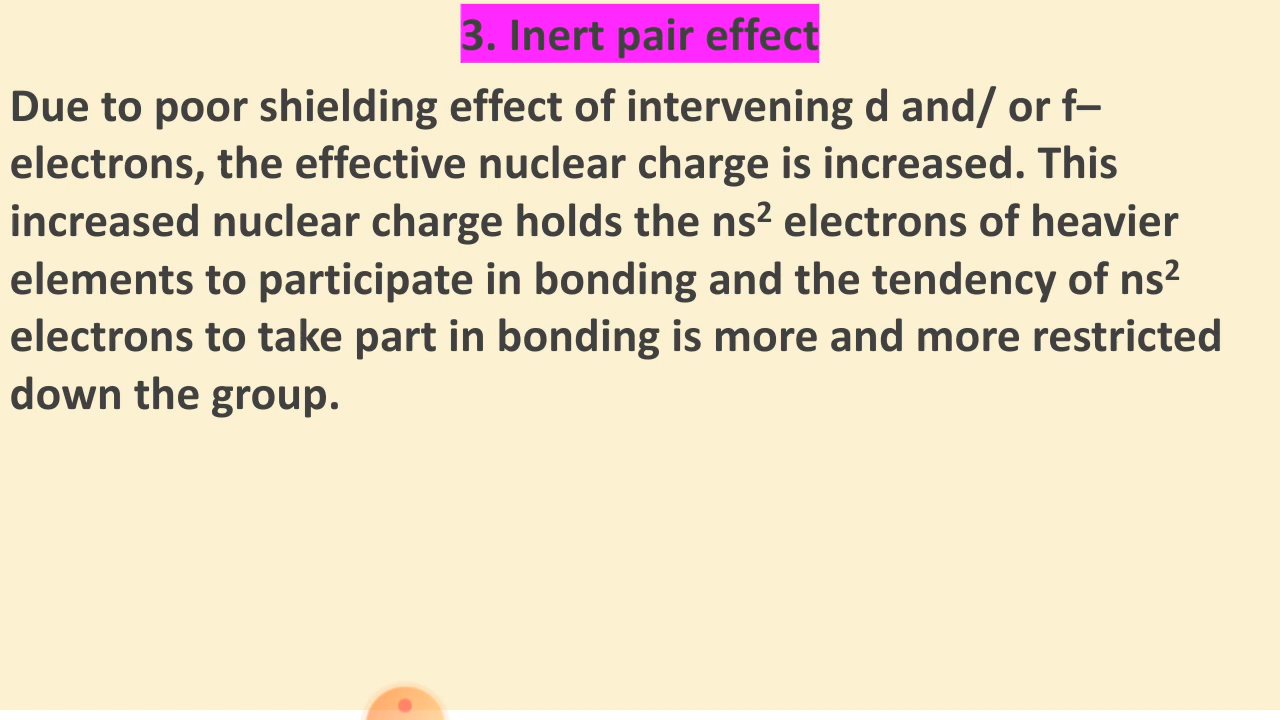 3. Inert pair effect
Due to poor shielding effect of intervening d and/ or f–
electrons, the effective nuclear charge is increased. This
increased nuclear charge holds the ns² electrons of heavier
elements to participate in bonding and the tendency of ns²
electrons to take part in bonding is more and more restricted
down the group.